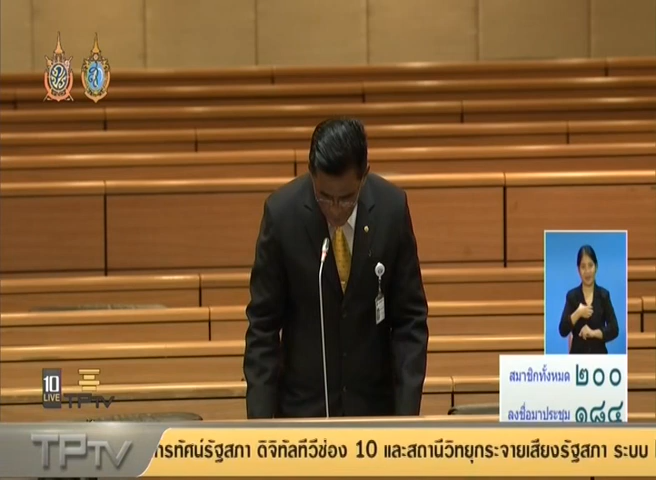 10
LIVE
TPTV
สมาชิกทั้งหมด ๒๐๐
ลงชื่อมาประชุม ๑๘๔
TPTV
ารทัศน์รัฐสภา ดิจิทัลทีวีช่อง 10 และสถานีวิทยุกระจายเสียงรัฐสภา ระบบ